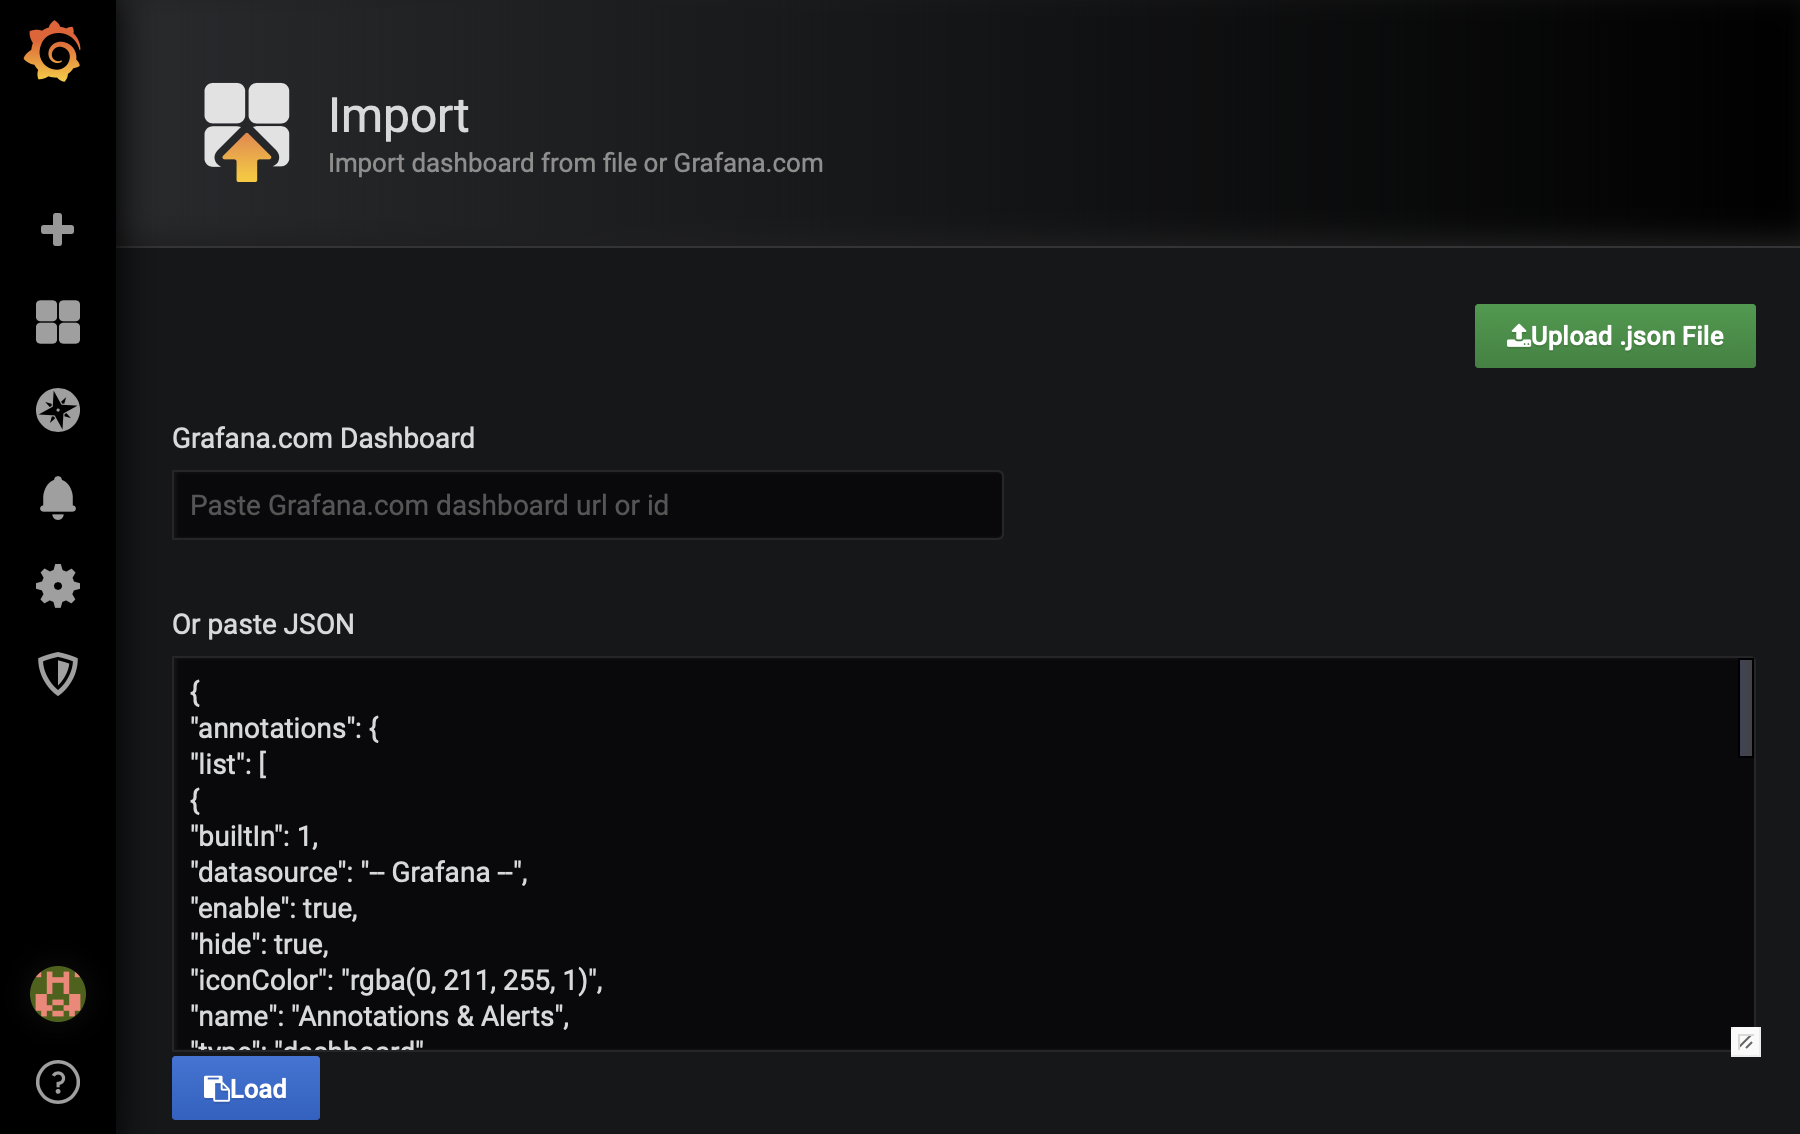 Import
Import dashboard from file or Grafana.com
Upload .json File
Grafana.com Dashboard
Paste Grafana.com dashboard url or id
Or paste JSON
{
"annotations": {
"list": [
{
"builtIn": 1,
"datasource": "-- Grafana --",
"enable": true,
"hide": true,
"iconColor": "rgba(0, 211, 255, 1)",
"name": "Annotations & Alerts",
"type": "dashboard"
Load
?